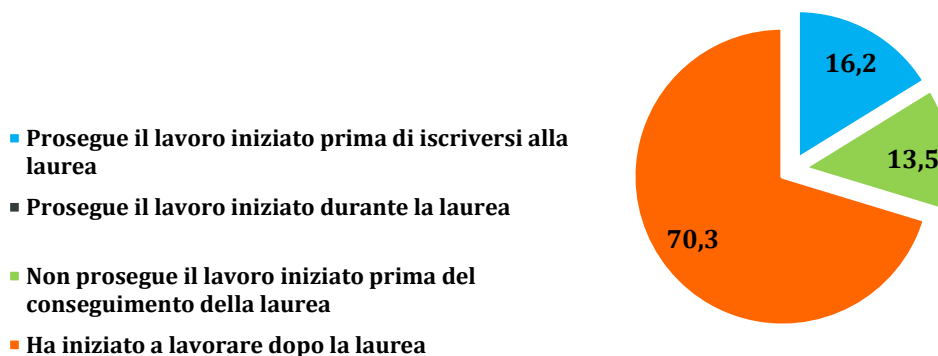 16,2
Prosegue il lavoro iniziato prima di iscriversi alla
laurea
13,5
Prosegue il lavoro iniziato durante la laurea
70,3
Non prosegue il lavoro iniziato prima del
conseguimento della laurea
Ha iniziato a lavorare dopo la laurea